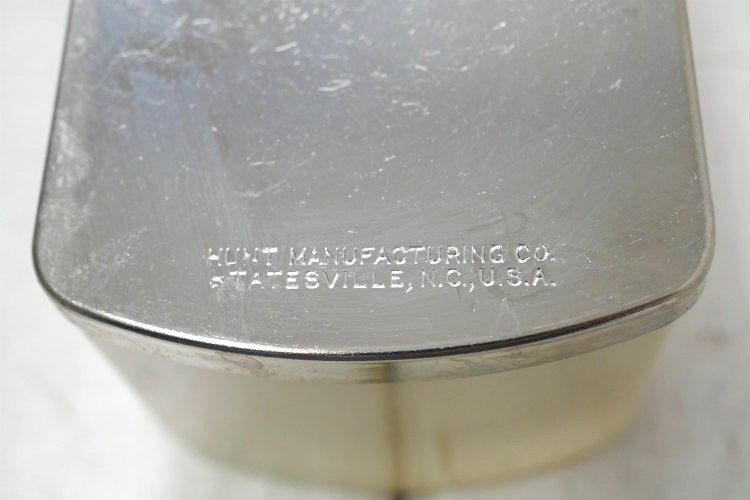 HUNT MANUFACTURING CO.
STATESVILLE, N.C., U.S.A.